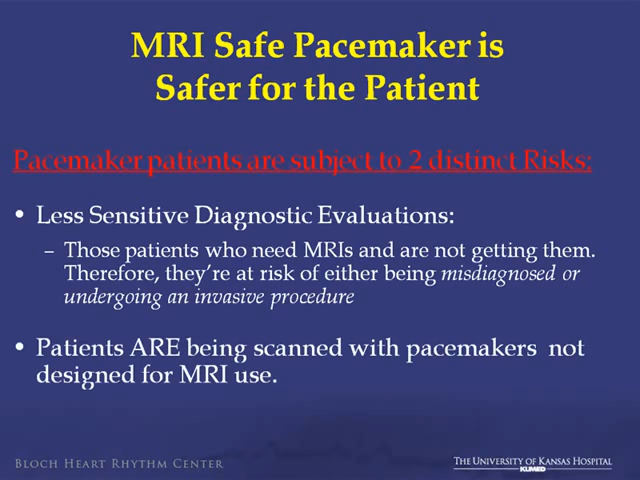 MRI Safe Pacemaker is
Safer for the Patient
Pacemaker patients are subject to 2 distinct Risks:
• Less Sensitive Diagnostic Evaluations:
– Those patients who need MRIs and are not getting them.
Therefore, they're at risk of either being misdiagnosed or
undergoing an invasive procedure
• Patients ARE being scanned with pacemakers  not
designed for MRI use.
Bloch Heart Rhythm Center
The University of Kansas Hospital
KUMED